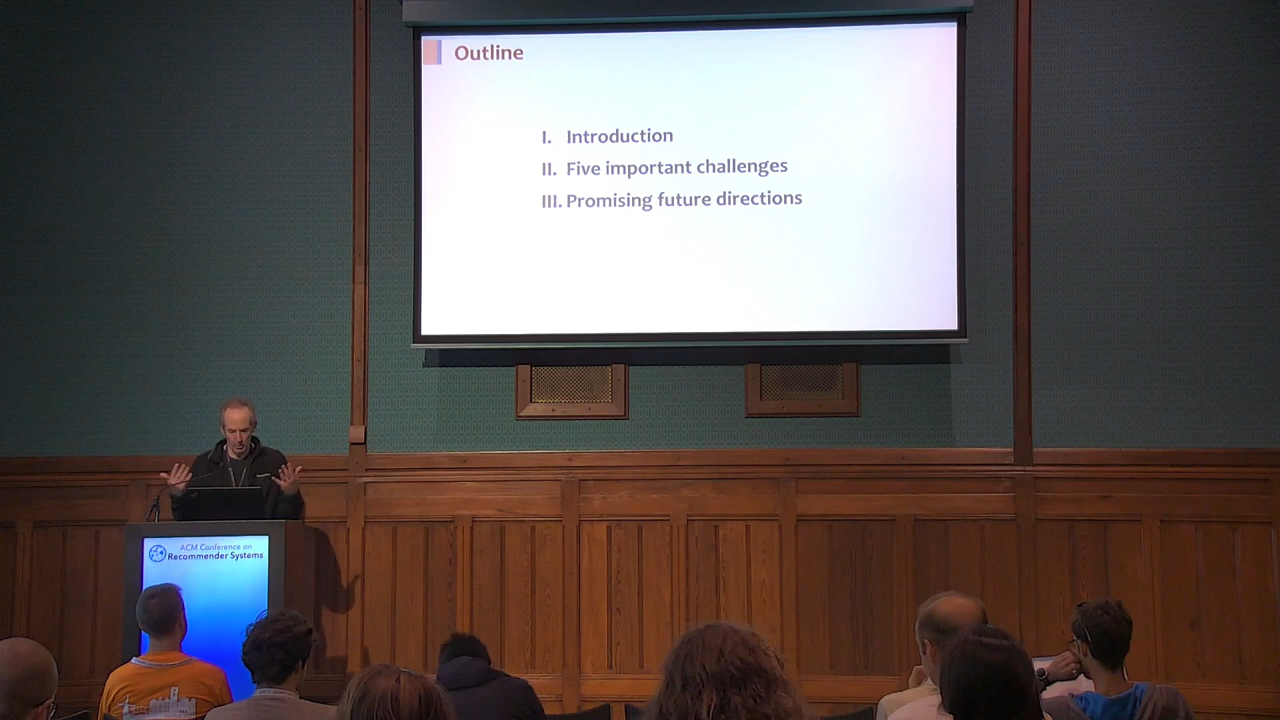 Outline
I. Introduction
II. Five important challenges
III. Promising future directions
ACM Conference on
Recommender Systems